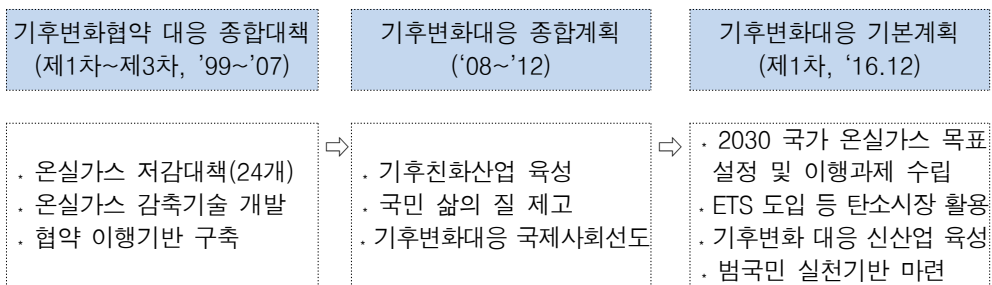 기후변화협약 대응 종합대책
(제1차~제3차, ’99~’07)
기후변화대응 종합계획
(‘08~’12)
기후변화대응 기본계획
(제1차, ‘16.12)
⇨
⇨
﹡ 온실가스 저감대책(24개)
﹡ 온실가스 감축기술 개발
﹡ 협약 이행기반 구축
﹡ 기후친화산업 육성
﹡ 국민 삶의 질 제고
﹡ 기후변화대응 국제사회선도
﹡ 2030 국가 온실가스 목표
설정 및 이행과제 수립
﹡ ETS 도입 등 탄소시장 활용
﹡ 기후변화 대응 신산업 육성
﹡ 범국민 실천기반 마련